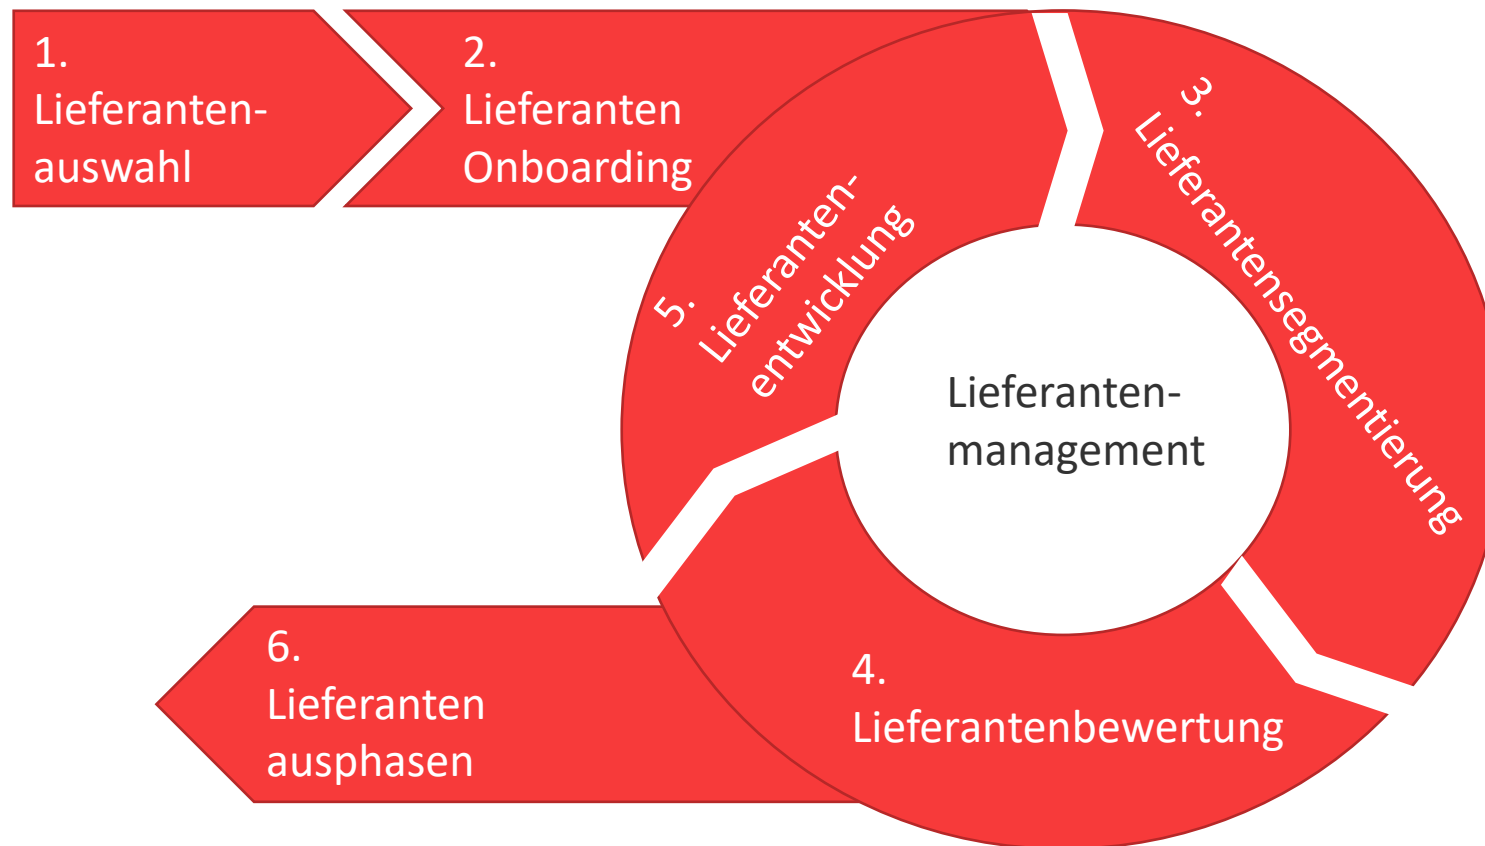 1.
Lieferanten-
auswahl
2.
Lieferanten
Onboarding
3.
Lieferantensegmentierung
4.
Lieferantenbewertung
5.
Lieferanten-
entwicklung
6.
Lieferanten
ausphasen
Lieferanten-
management